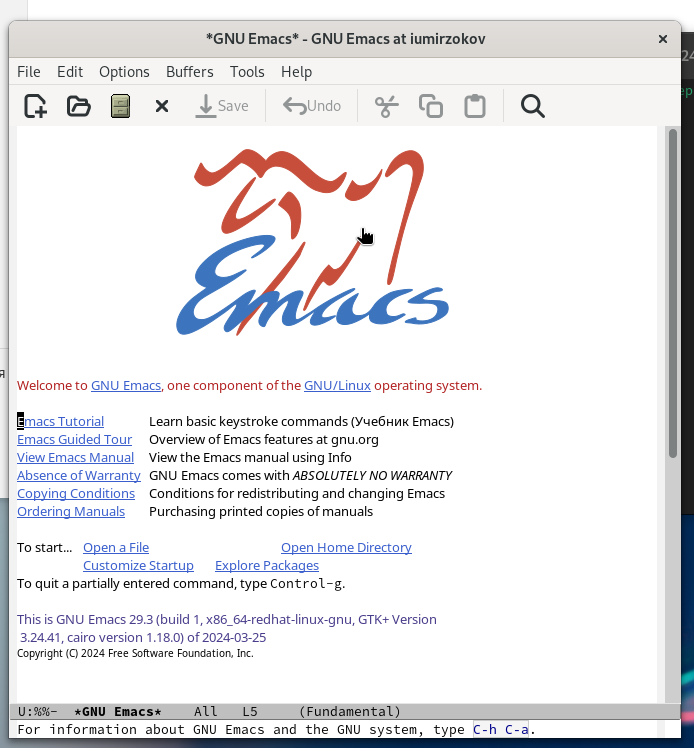 *GNU Emacs* - GNU Emacs at iumirzokov
File Edit Options Buffers Tools Help
Save Undo
Emacs
Welcome to GNU Emacs, one component of the GNU/Linux operating system.
Emacs Tutorial Learn basic keystroke commands (Учебник Emacs)
Emacs Guided Tour Overview of Emacs features at gnu.org
View Emacs Manual View the Emacs manual using Info
Absence of Warranty GNU Emacs comes with ABSOLUTELY NO WARRANTY
Copying Conditions Conditions for redistributing and changing Emacs
Ordering Manuals Purchasing printed copies of manuals
To start... Open a File Open Home Directory
Customize Startup Explore Packages
To quit a partially entered command, type Control-g.
This is GNU Emacs 29.3 (build 1, x86_64-redhat-linux-gnu, GTK+ Version
3.24.41, cairo version 1.18.0) of 2024-03-25
Copyright (C) 2024 Free Software Foundation, Inc.
U:%%- *GNU Emacs* All L5 (Fundamental)
For information about GNU Emacs and the GNU system, type C-h C-a.